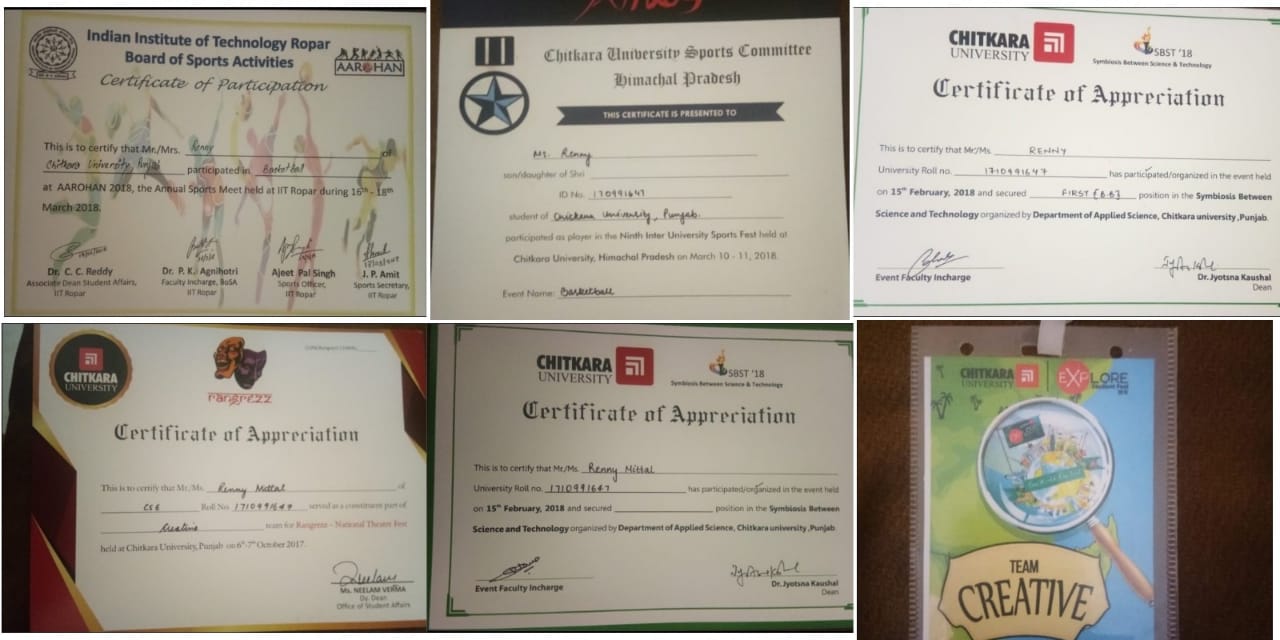 Indian Institute of Technology Ropar
Board of Sports Activities
AAROHAN
Certificate of Participation
This is to certify that Mr./Mrs. Renny of
Chitkara University, Punjab participated in Basketball
at AAROHAN 2018, the Annual Sports Meet held at IIT Ropar during 16th - 18th
March 2018.
Dr. C. C. Reddy
Associate Dean Student Affairs,
IIT Ropar
Dr. P. K. Agnihotri
Faculty Incharge, BoSA
IIT Ropar
Ajeet Pal Singh
Sports Officer,
IIT Ropar
J. P. Amit
Sports Secretary,
IIT Ropar
Chitkara University Sports Committee
Himachal Pradesh
THIS CERTIFICATE IS PRESENTED TO
Ms. Renny
son/daughter of Shri
ID No. 1710991647
student of Chitkara University, Punjab.
participated as player in the Ninth Inter University Sports Fest held at
Chitkara University, Himachal Pradesh on March 10 - 11, 2018.
Event Name: Basketball
CHITKARA
UNIVERSITY
SBST '18
Symbiosis Between Science & Technology
Certificate of Appreciation
This is to certify that Mr./Ms. RENNY
University Roll no. 1710991647 has participated/organized in the event held
on 15th February, 2018 and secured FIRST (B.B) position in the Symbiosis Between
Science and Technology organized by Department of Applied Science, Chitkara university ,Punjab.
Event Faculty Incharge
Dr. Jyotsna Kaushal
Dean
CHITKARA
UNIVERSITY
rangrezz
Certificate of Appreciation
This is to certify that Mr./Ms. Renny Mittal of
CSE Roll No. 1710991647 served as a constituent part of
Creative team for Rangrezz - National Theatre Fest
held at Chitkara University, Punjab on 6th-7th October 2017.
Neelam
Ms. NEELAM VERMA
Dy. Dean
Office of Student Affairs
CHITKARA
UNIVERSITY
SBST '18
Symbiosis Between Science & Technology
Certificate of Appreciation
This is to certify that Mr./Ms. Renny Mittal
University Roll no. 1710991647 has participated/organized in the event held
on 15th February, 2018 and secured position in the Symbiosis Between
Science and Technology organized by Department of Applied Science, Chitkara university ,Punjab.
Event Faculty Incharge
Dr. Jyotsna Kaushal
Dean
CHITKARA
UNIVERSITY
EXPLORE
TEAM
CREATIVE